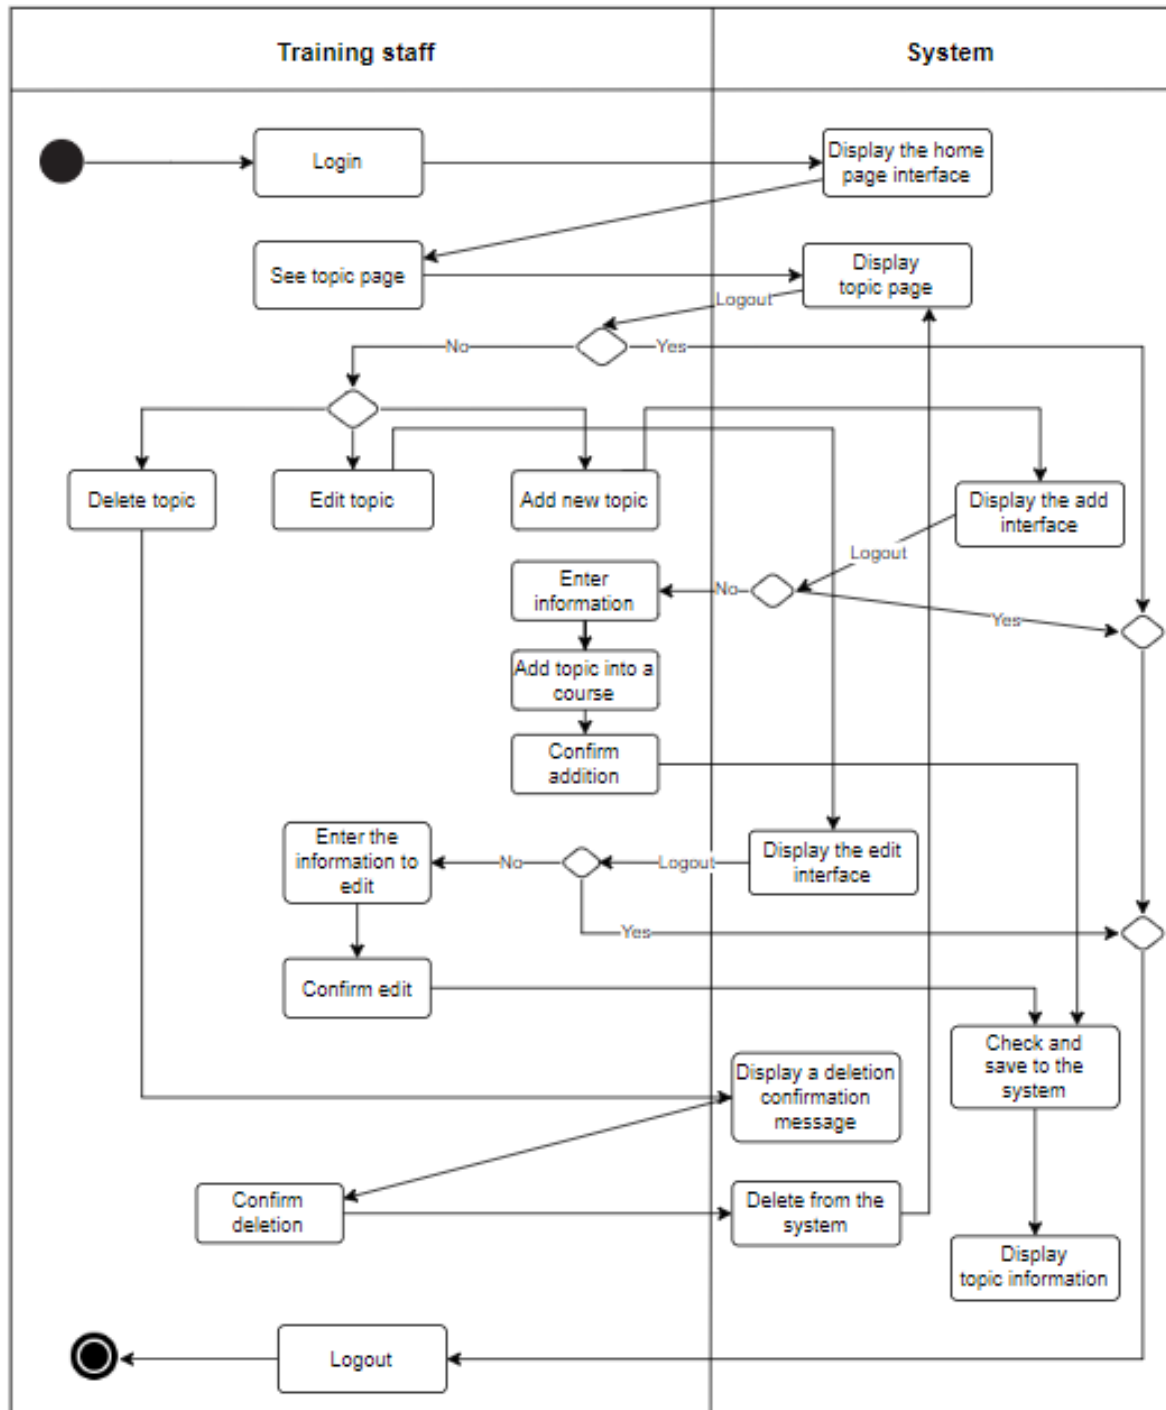 Training staff
System
Login
Display the home
page interface
See topic page
Display
topic page
Logout
No
Yes
Delete topic
Edit topic
Add new topic
Display the add
interface
Logout
Enter
information
No
Yes
Add topic into a
course
Confirm
addition
Enter the
information to
edit
No
Logout
Display the edit
interface
Yes
Confirm edit
Check and
save to the
system
Display a deletion
confirmation
message
Confirm
deletion
Delete from the
system
Display
topic information
Logout